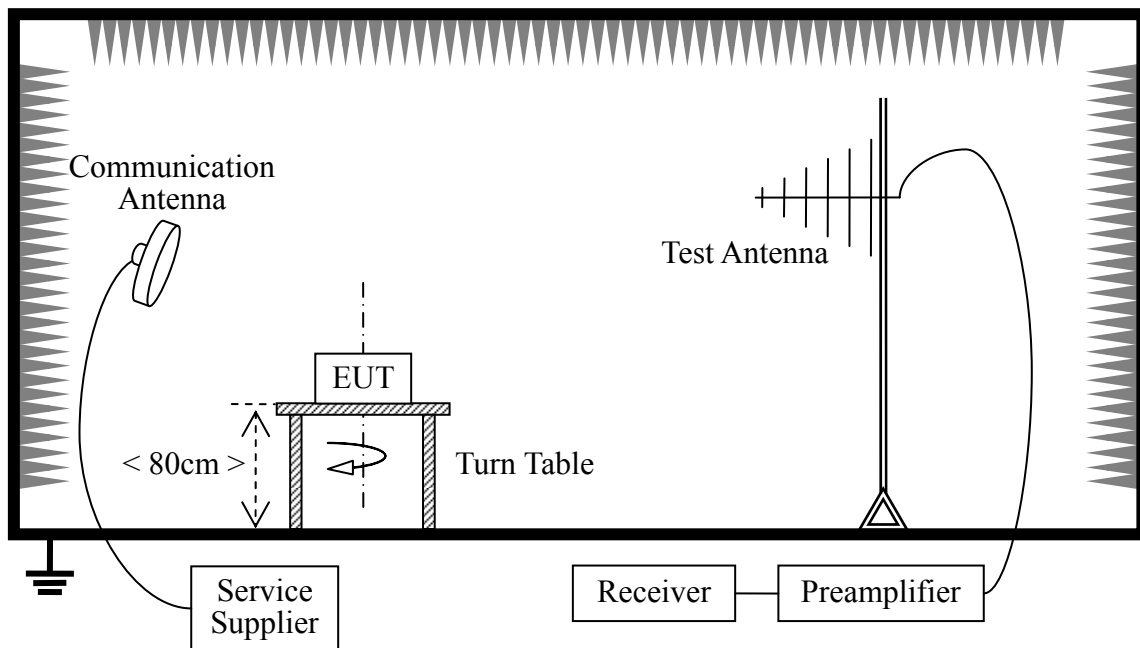 Communication
Antenna
Test Antenna
EUT
< 80cm >
Turn Table
Service
Supplier
Receiver
Preamplifier